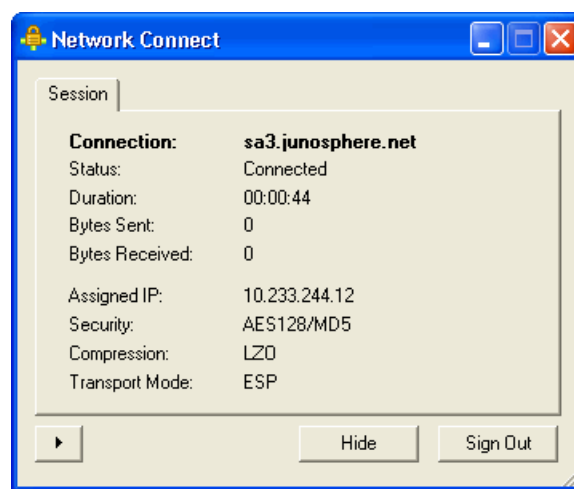 Network Connect
Session
Connection: sa3.junosphere.net
Status: Connected
Duration: 00:00:44
Bytes Sent: 0
Bytes Received: 0
Assigned IP: 10.233.244.12
Security: AES128/MD5
Compression: LZO
Transport Mode: ESP
Hide Sign Out